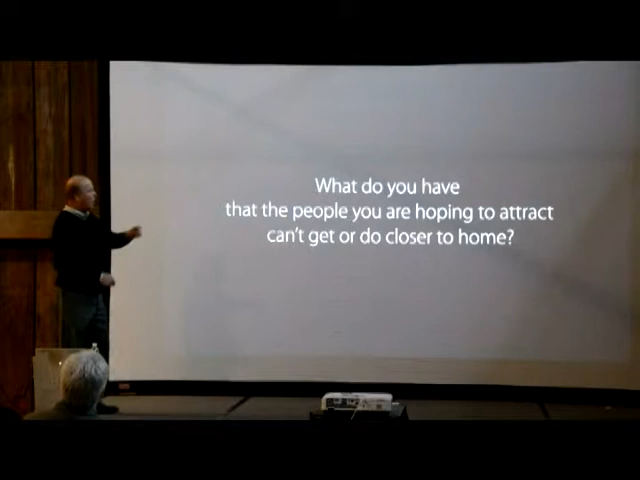 What do you have
that the people you are hoping to attract
can't get or do closer to home?